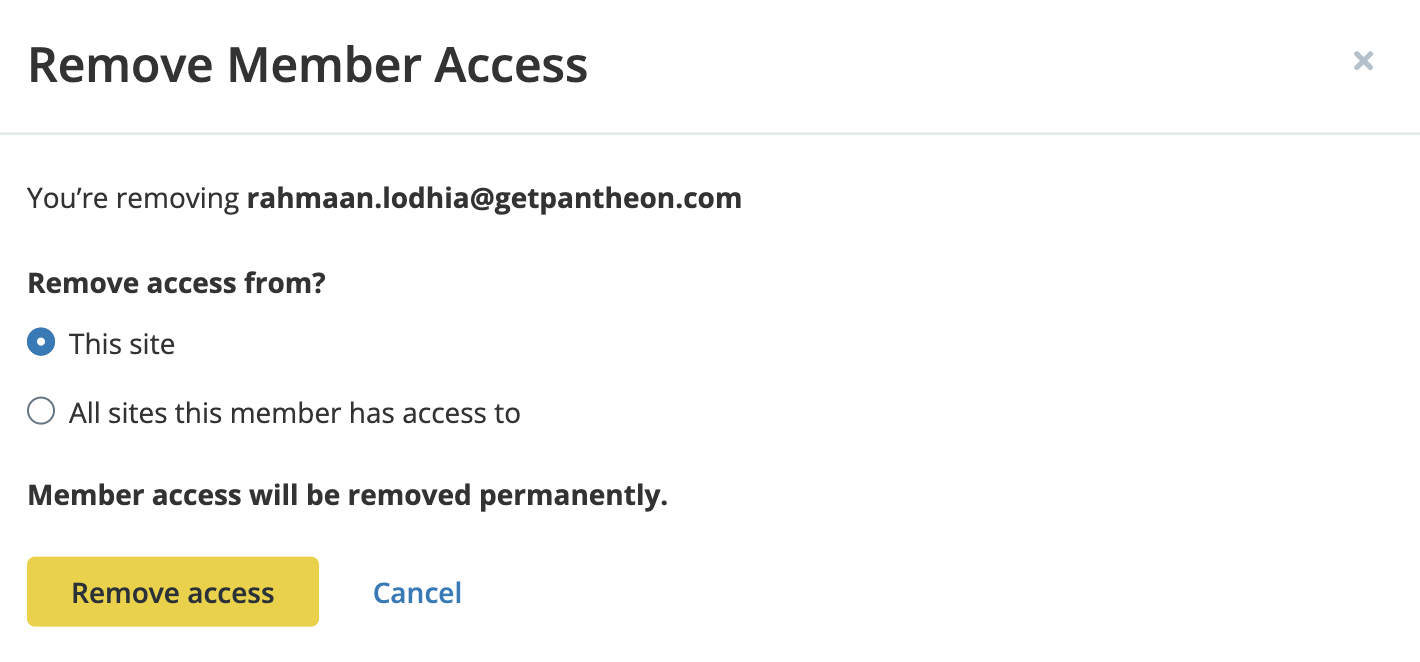 Remove Member Access
You’re removing rahmaan.lodhia@getpantheon.com
Remove access from?
This site
All sites this member has access to
Member access will be removed permanently.
Remove access
Cancel